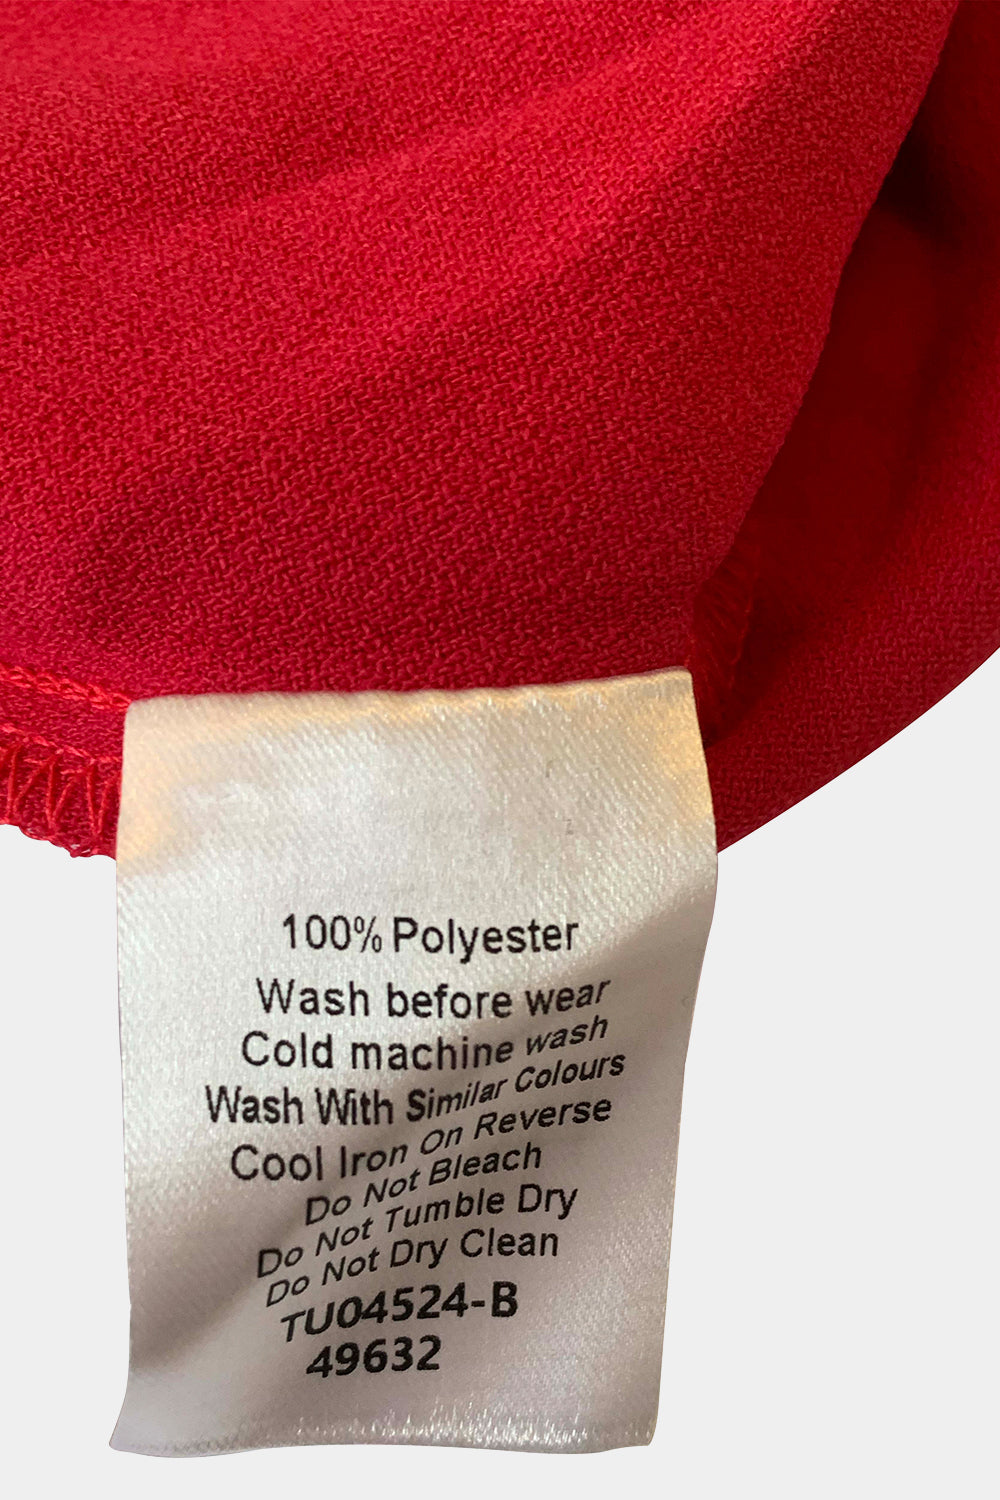 100% Polyester
Wash before wear
Cold machine wash
Wash With Similar Colours
Cool Iron On Reverse
Do Not Bleach
Do Not Tumble Dry
Do Not Dry Clean
TU04524-B
49632